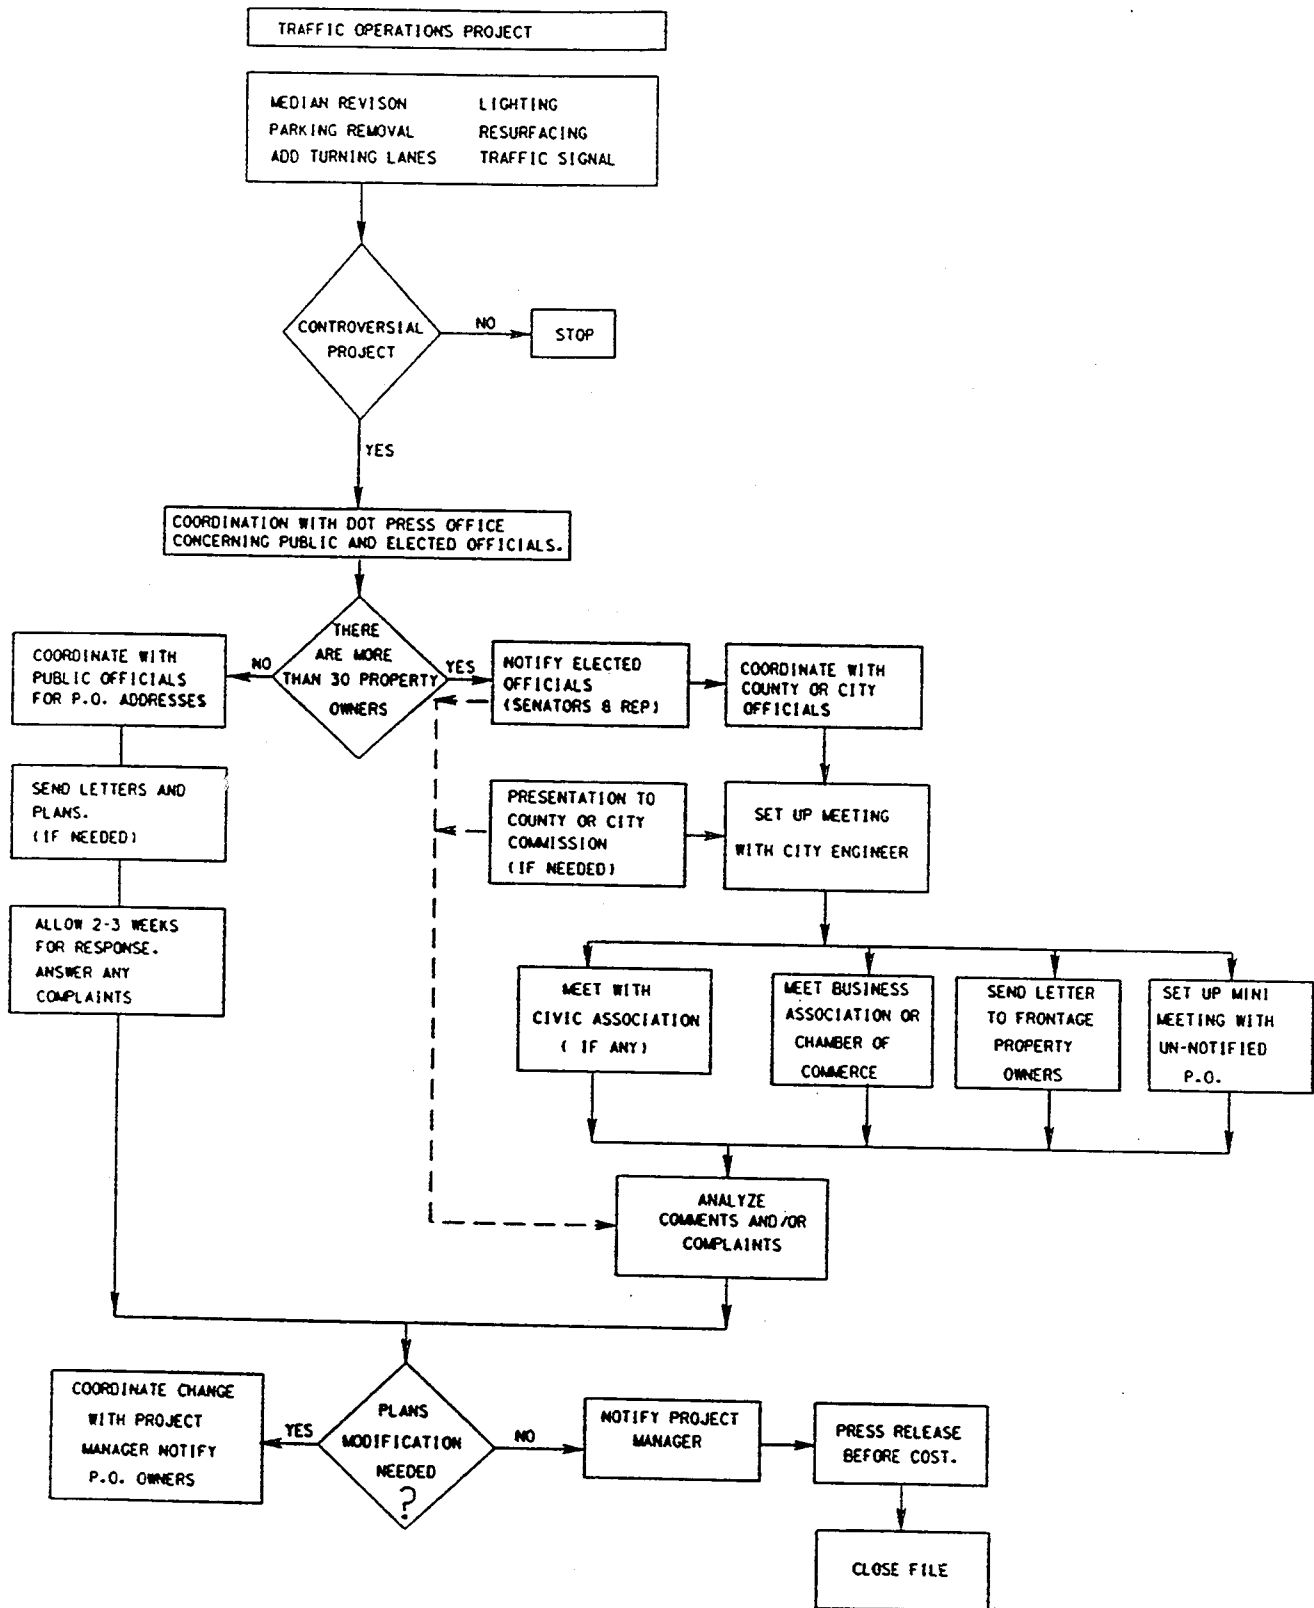 TRAFFIC OPERATIONS PROJECT
MEDIAN REVISON LIGHTING
PARKING REMOVAL RESURFACING
ADD TURNING LANES TRAFFIC SIGNAL
CONTROVERSIAL
PROJECT
NO
STOP
YES
COORDINATION WITH DOT PRESS OFFICE
CONCERNING PUBLIC AND ELECTED OFFICIALS.
THERE
ARE MORE
THAN 30 PROPERTY
OWNERS
NO
COORDINATE WITH
PUBLIC OFFICIALS
FOR P.O. ADDRESSES
SEND LETTERS AND
PLANS.
(IF NEEDED)
ALLOW 2-3 WEEKS
FOR RESPONSE.
ANSWER ANY
COMPLAINTS
YES
NOTIFY ELECTED
OFFICIALS
(SENATORS & REP)
COORDINATE WITH
COUNTY OR CITY
OFFICIALS
PRESENTATION TO
COUNTY OR CITY
COMMISSION
(IF NEEDED)
SET UP MEETING
WITH CITY ENGINEER
MEET WITH
CIVIC ASSOCIATION
( IF ANY)
MEET BUSINESS
ASSOCIATION OR
CHAMBER OF
COMMERCE
SEND LETTER
TO FRONTAGE
PROPERTY
OWNERS
SET UP MINI
MEETING WITH
UN-NOTIFIED
P.O.
ANALYZE
COMMENTS AND/OR
COMPLAINTS
PLANS
MODIFICATION
NEEDED
?
YES
COORDINATE CHANGE
WITH PROJECT
MANAGER NOTIFY
P.O. OWNERS
NO
NOTIFY PROJECT
MANAGER
PRESS RELEASE
BEFORE COST.
CLOSE FILE